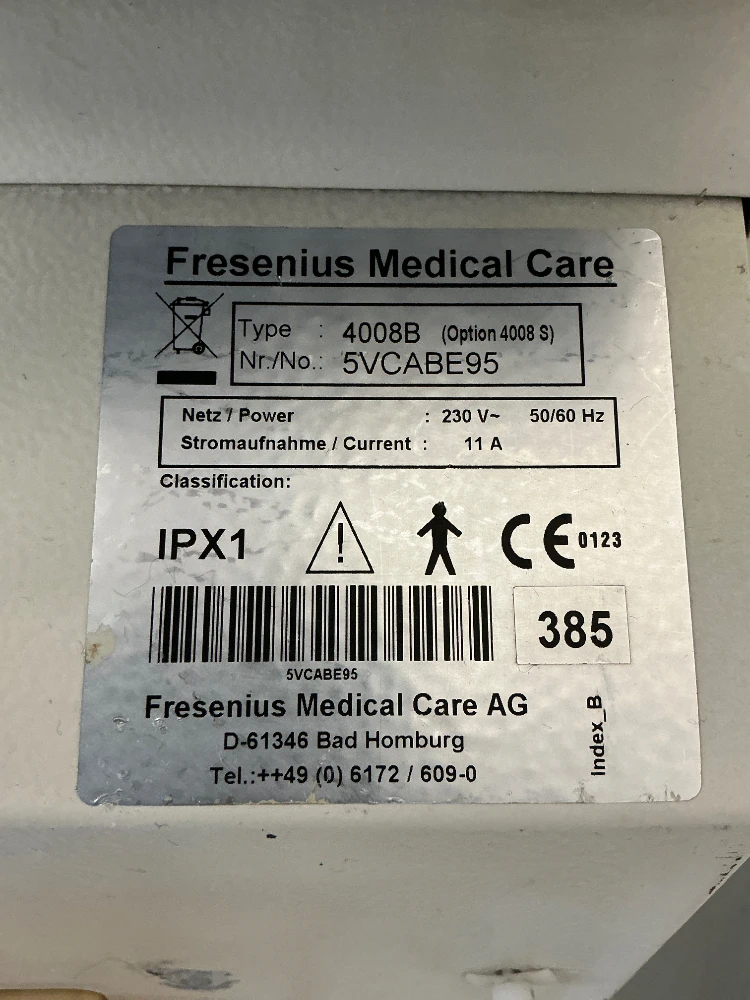 Fresenius Medical Care
Type : 4008B (Option 4008 S)
Nr./No.: 5VCABE95
Netz / Power : 230 V~ 50/60 Hz
Stromaufnahme / Current : 11 A
Classification:
IPX1 ! CE 0123
385
5VCABE95
Fresenius Medical Care AG
D-61346 Bad Homburg
Tel.:++49 (0) 6172 / 609-0
Index_B